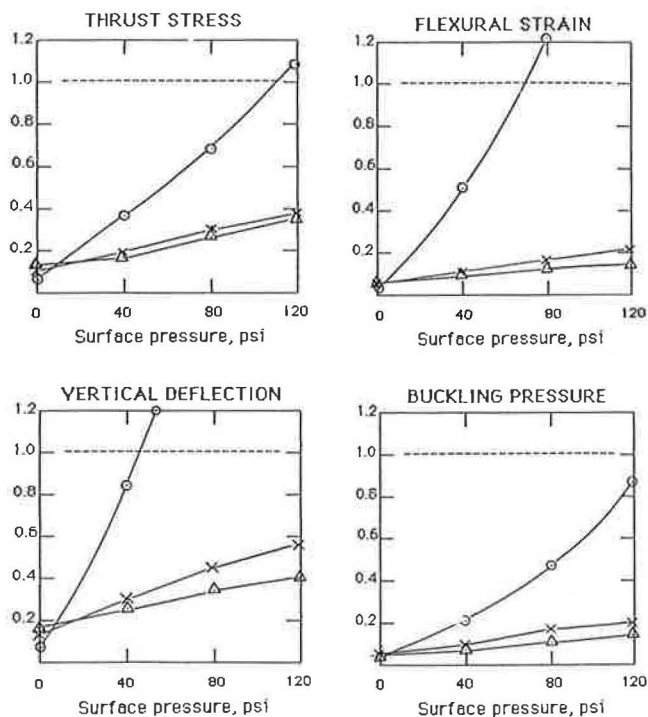 THRUST STRESS
1.2
1.0
0.8
0.6
0.4
0.2
0 40 80 120
Surface pressure, psi
FLEXURAL STRAIN
1.2
1.0
0.8
0.6
0.4
0.2
0 40 80 120
Surface pressure, psi
VERTICAL DEFLECTION
1.2
1.0
0.8
0.6
0.4
0.2
0 40 80 120
Surface pressure, psi
BUCKLING PRESSURE
1.2
1.0
0.8
0.6
0.4
0.2
0 40 80 120
Surface pressure, psi